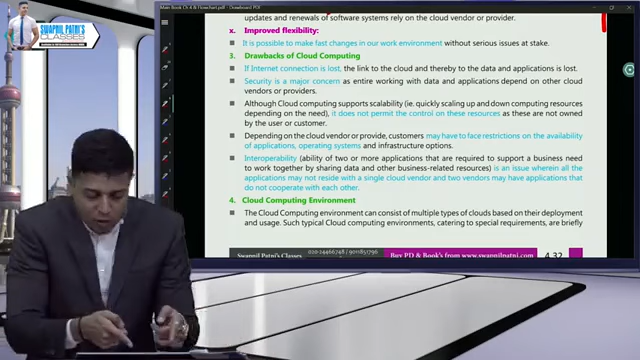 SWAPNIL PATNI'S
CLASSES
Main Book Ch 4 & Flowchart.pdf
updates and renewals of software systems rely on the cloud vendor or provider.
x. Improved flexibility:
It is possible to make fast changes in our work environment without serious issues at stake.
3. Drawbacks of Cloud Computing
If Internet connection is lost, the link to the cloud and thereby to the data and applications is lost.
Security is a major concern as entire working with data and applications depend on other cloud
vendors or providers.
Although Cloud computing supports scalability (ie. quickly scaling up and down computing resources
depending on the need), it does not permit the control on these resources as these are not owned
by the user or customer.
Depending on the cloud vendor or provide, customers may have to face restrictions on the availability
of applications, operating systems and infrastructure options.
Interoperability (ability of two or more applications that are required to support a business need
to work together by sharing data and other business-related resources) is an issue wherein all the
applications may not reside with a single cloud vendor and two vendors may have applications that
do not cooperate with each other.
4. Cloud Computing Environment
The Cloud Computing environment can consist of multiple types of clouds based on their deployment
and usage. Such typical Cloud computing environments, catering to special requirements, are briefly
Swapnil Patni's Classes
Buy PD & Book's from www.swapnilpatni.com
4.32